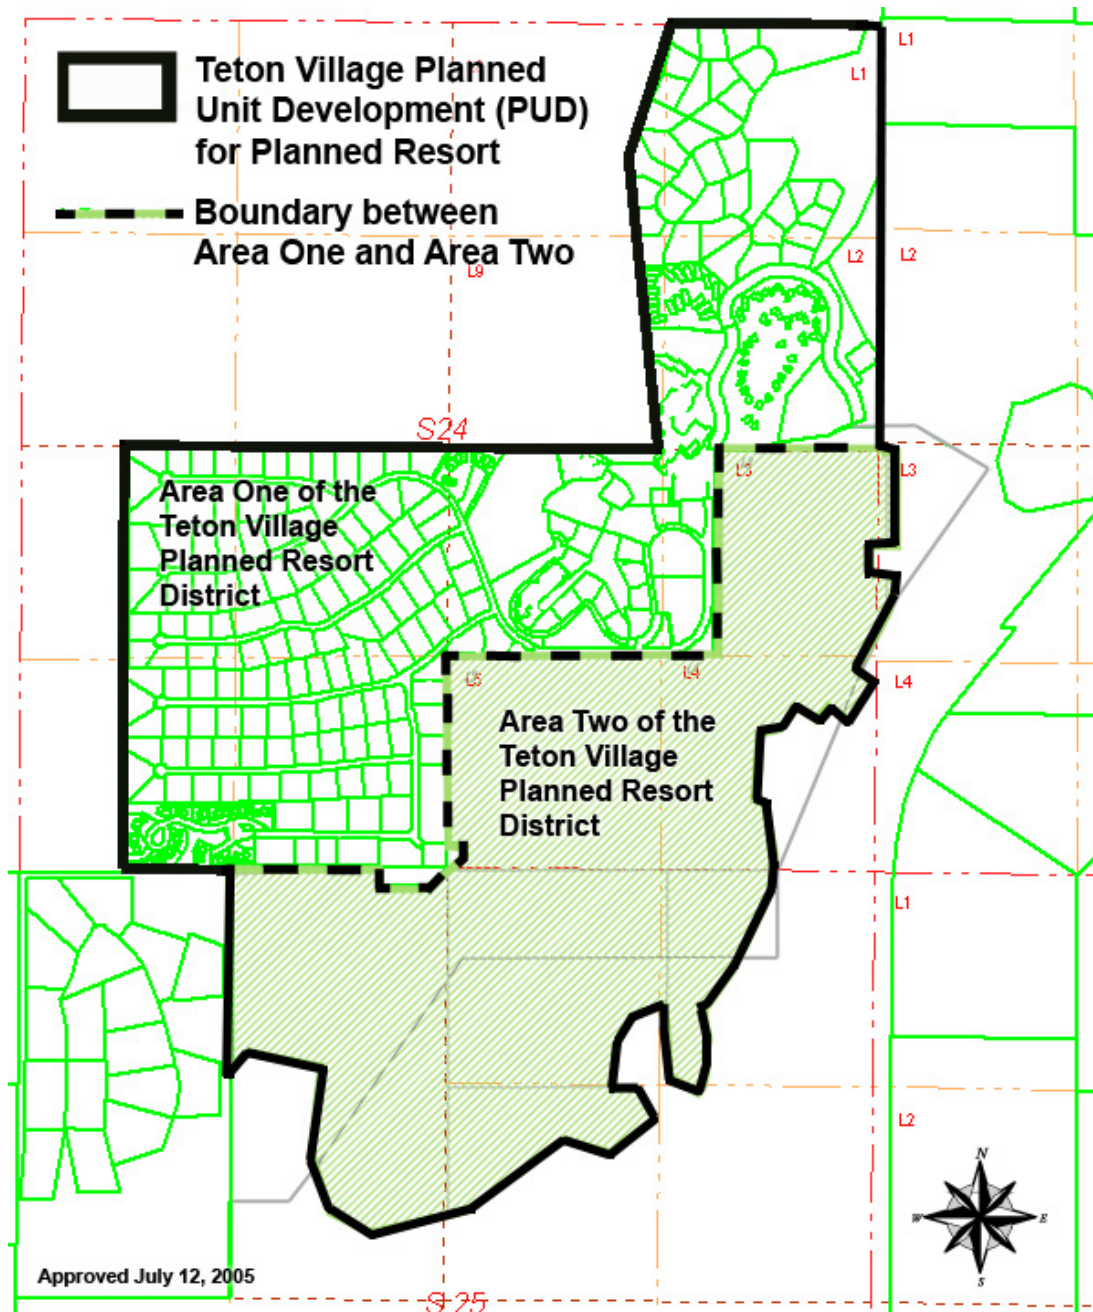 Teton Village Planned
Unit Development (PUD)
for Planned Resort
Boundary between
Area One and Area Two
L1
L1
L2
L2
L9
S24
L3
L3
Area One of the
Teton Village
Planned Resort
District
L5
L4
L4
Area Two of the
Teton Village
Planned Resort
District
L1
L2
N
W
E
S
Approved July 12, 2005
S 25